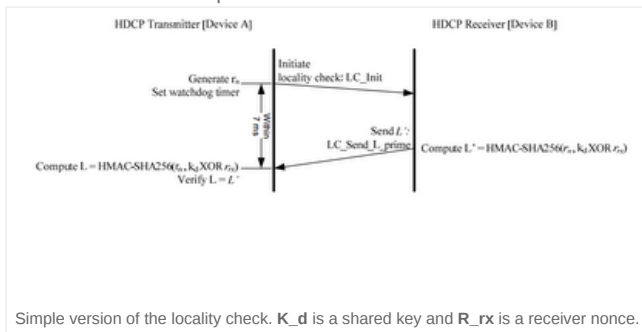 HDCP Transmitter [Device A]
HDCP Receiver [Device B]
Initiate
locality check: LC_Init
Generate rₙ
Set watchdog timer
Within
7 ms
Send L':
LC_Send_L_prime
Compute L' = HMAC-SHA256(rₙ, k_d XOR r_rx)
Compute L = HMAC-SHA256(rₙ, k_d XOR r_rx)
Verify L = L'
Simple version of the locality check. K_d is a shared key and R_rx is a receiver nonce.